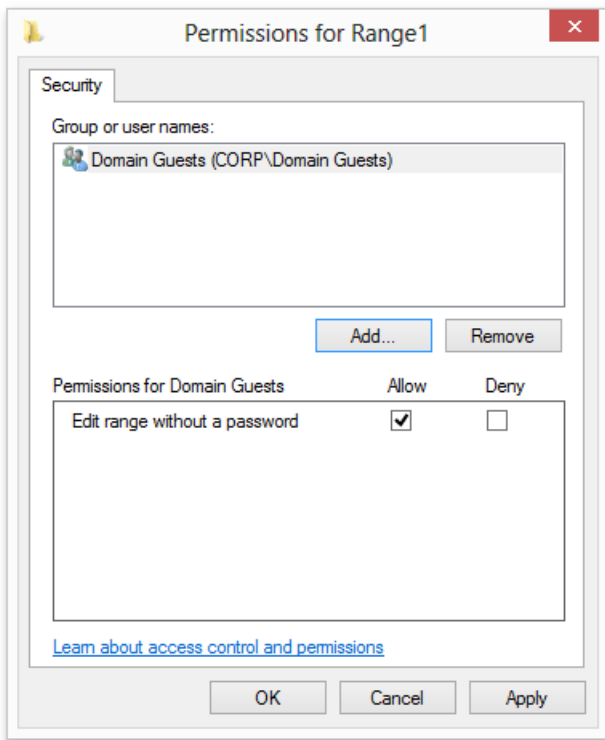 Permissions for Range1
Security
Group or user names:
Domain Guests (CORP\Domain Guests)
Add... Remove
Permissions for Domain Guests Allow Deny
Edit range without a password
Learn about access control and permissions
OK Cancel Apply